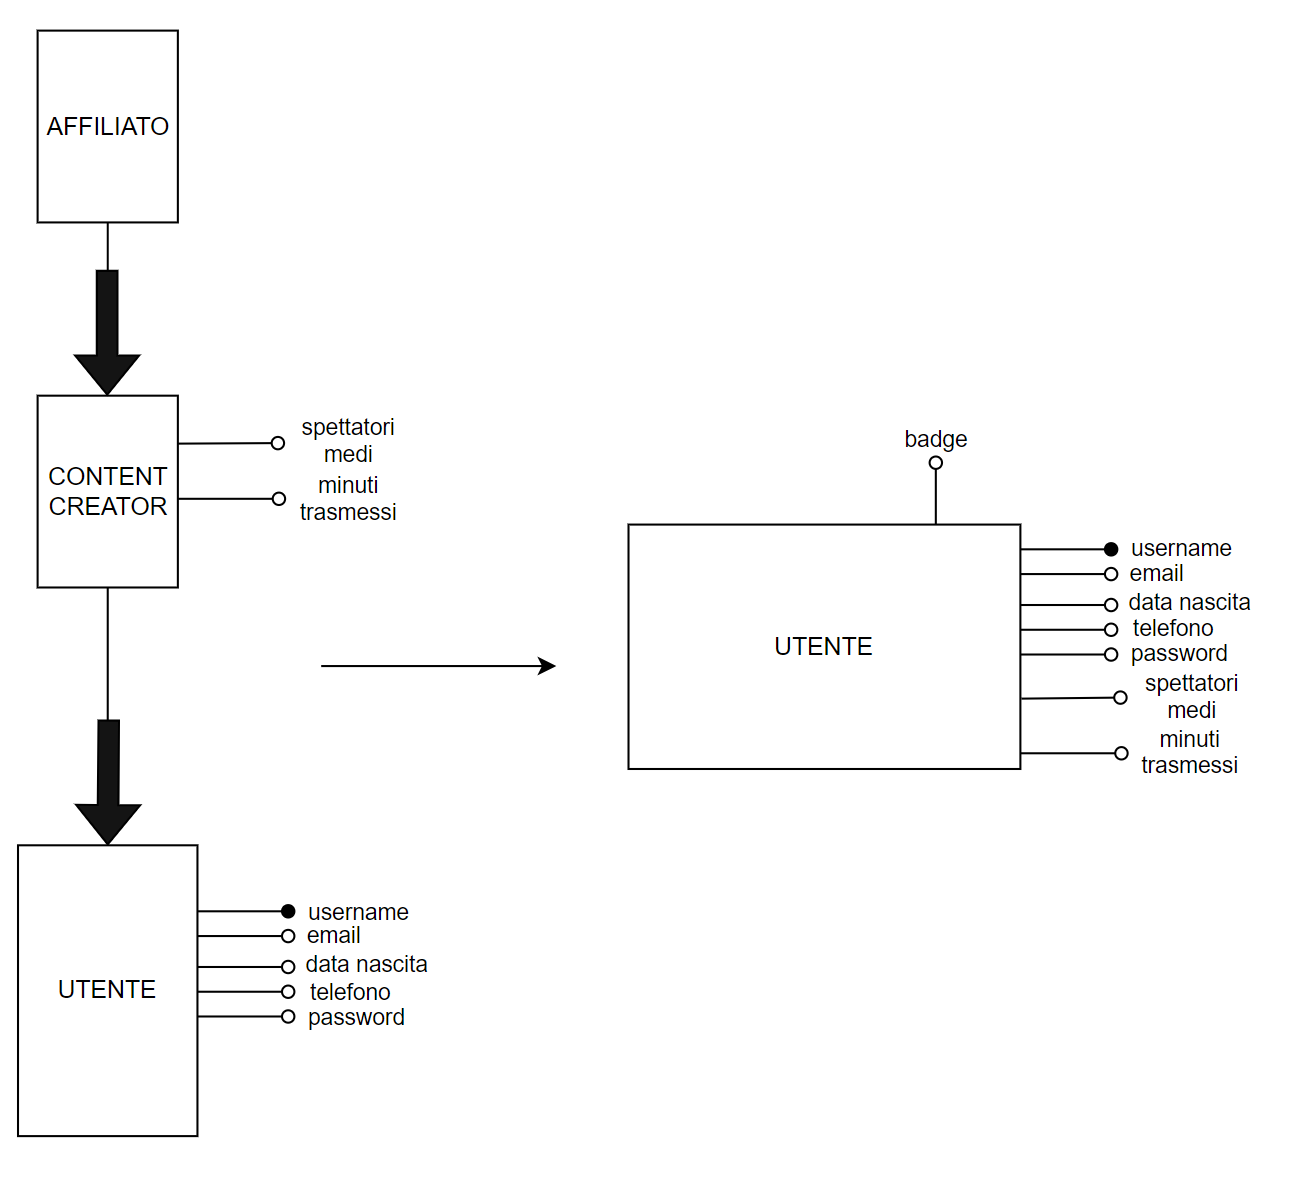 AFFILIATO
CONTENT
CREATOR
spettatori
medi
minuti
trasmessi
UTENTE
username
email
data nascita
telefono
password
badge
UTENTE
username
email
data nascita
telefono
password
spettatori
medi
minuti
trasmessi